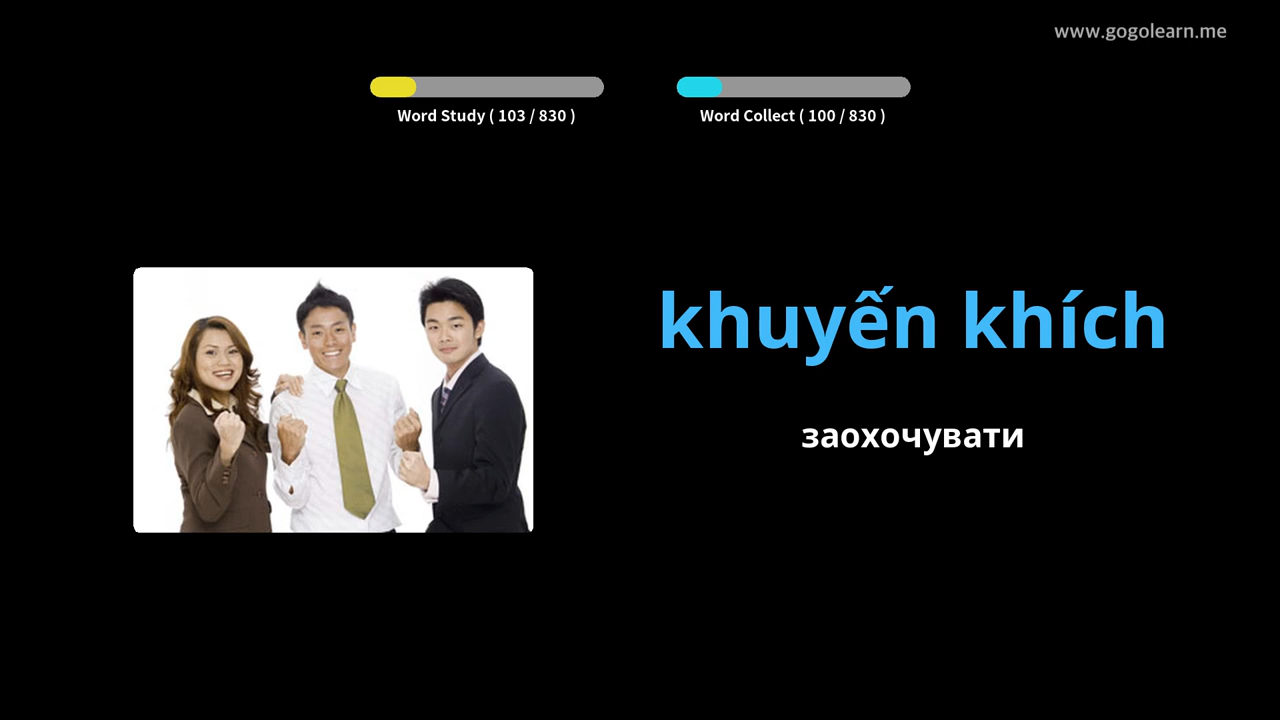 www.gogolearn.me
Word Study ( 103 / 830 )
Word Collect ( 100 / 830 )
khuyến khích
заохочувати